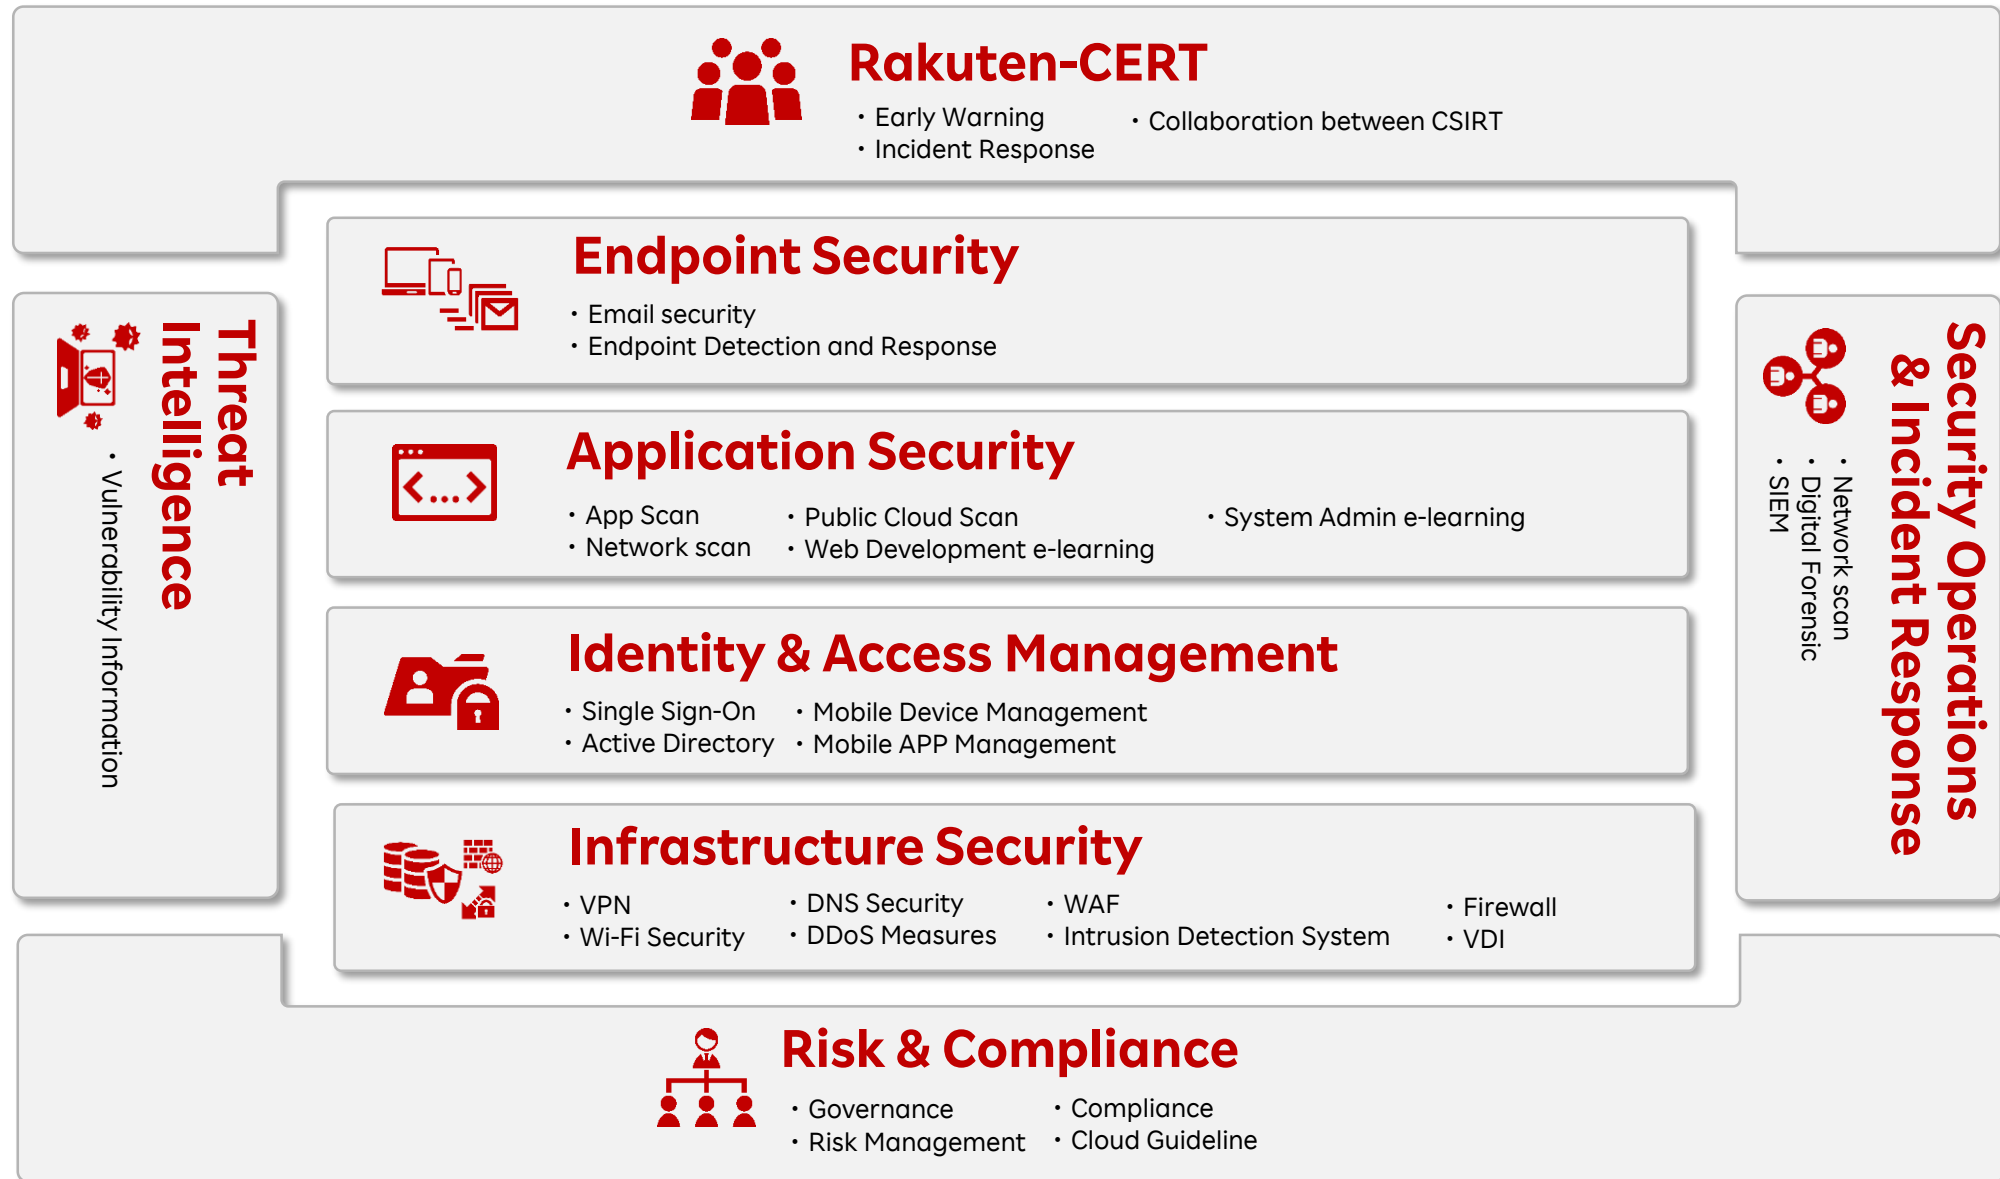 Rakuten-CERT
・Early Warning
・Incident Response
・Collaboration between CSIRT
Threat
Intelligence
・Vulnerability Information
Endpoint Security
・Email security
・Endpoint Detection and Response
Application Security
・App Scan
・Network scan
・Public Cloud Scan
・Web Development e-learning
・System Admin e-learning
Identity & Access Management
・Single Sign-On
・Active Directory
・Mobile Device Management
・Mobile APP Management
Infrastructure Security
・VPN
・Wi-Fi Security
・DNS Security
・DDoS Measures
・WAF
・Intrusion Detection System
・Firewall
・VDI
Security Operations
& Incident Response
・Network scan
・Digital Forensic
・SIEM
Risk & Compliance
・Governance
・Risk Management
・Compliance
・Cloud Guideline